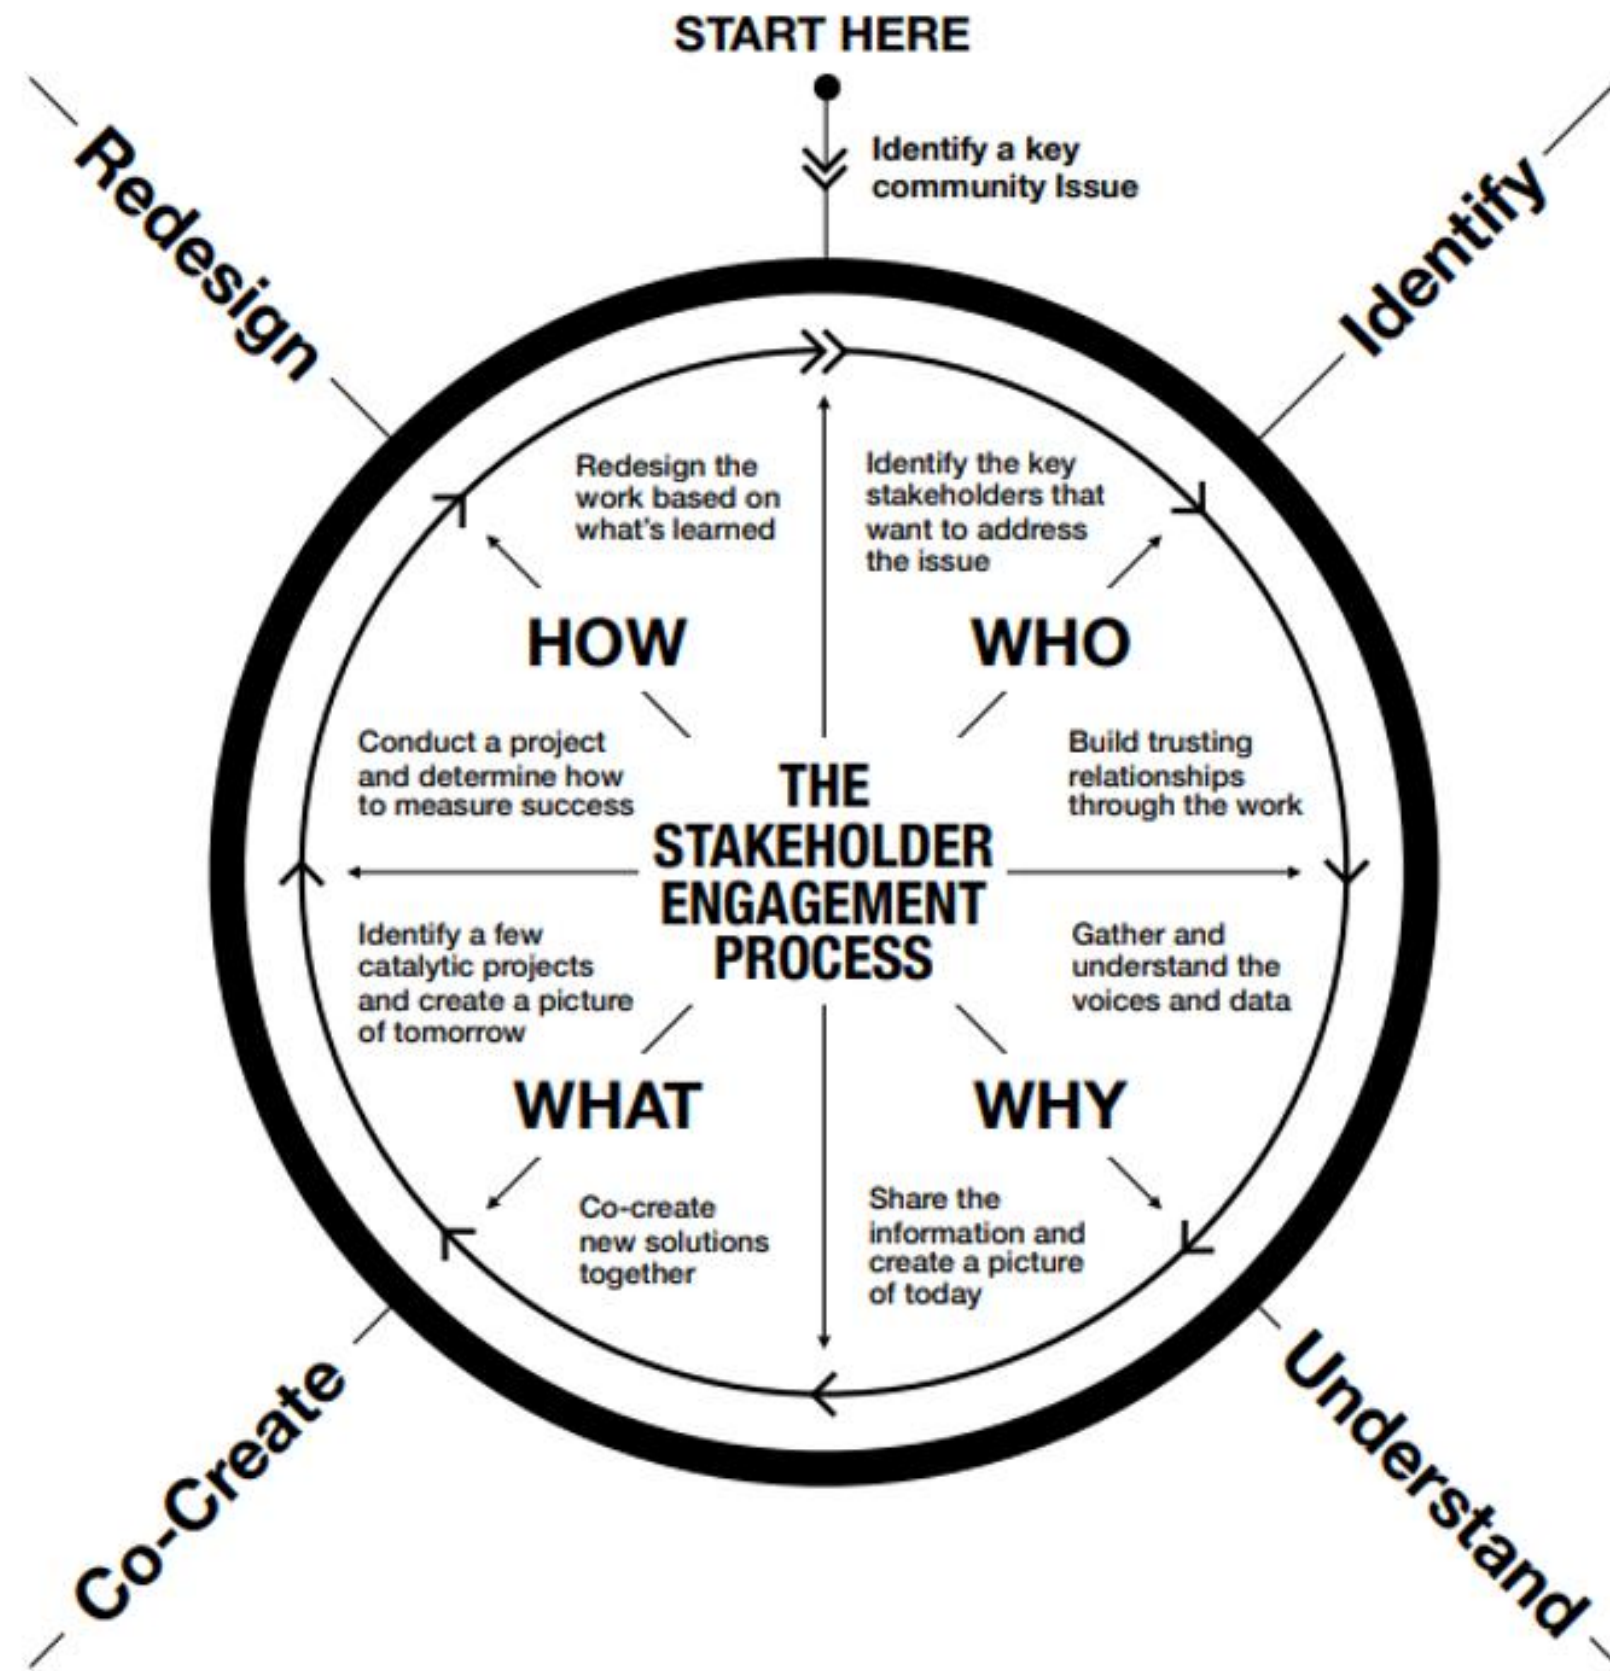 START HERE
Identify a key
community Issue
Redesign
Identify
Redesign the
work based on
what's learned
Identify the key
stakeholders that
want to address
the issue
HOW
WHO
Conduct a project
and determine how
to measure success
THE
STAKEHOLDER
ENGAGEMENT
PROCESS
Build trusting
relationships
through the work
Identify a few
catalytic projects
and create a picture
of tomorrow
Gather and
understand the
voices and data
WHAT
WHY
Co-create
new solutions
together
Share the
information and
create a picture
of today
Co-Create
Understand